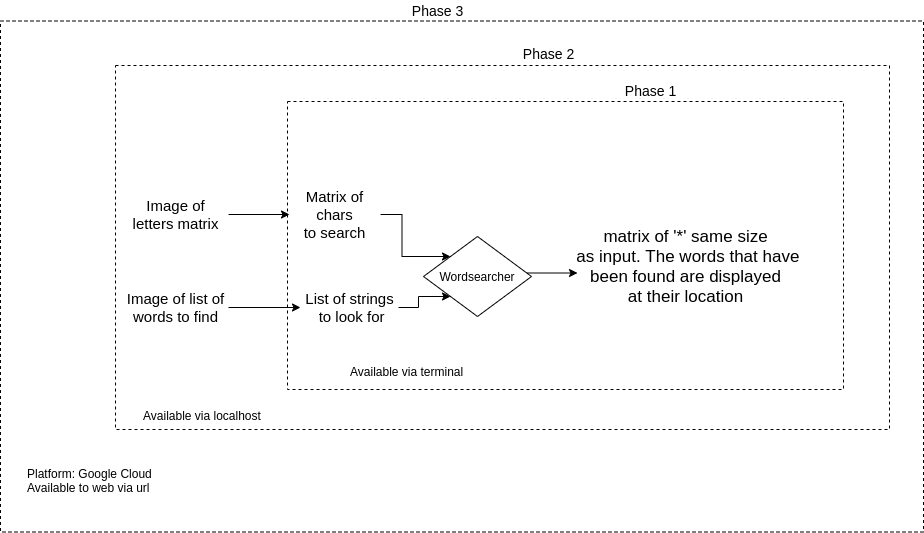 Phase 3
Phase 2
Phase 1
Image of
letters matrix
Matrix of
chars
to search
Wordsearcher
matrix of '*' same size
as input. The words that have
been found are displayed
at their location
Image of list of
words to find
List of strings
to look for
Available via terminal
Available via localhost
Platform: Google Cloud
Available to web via url